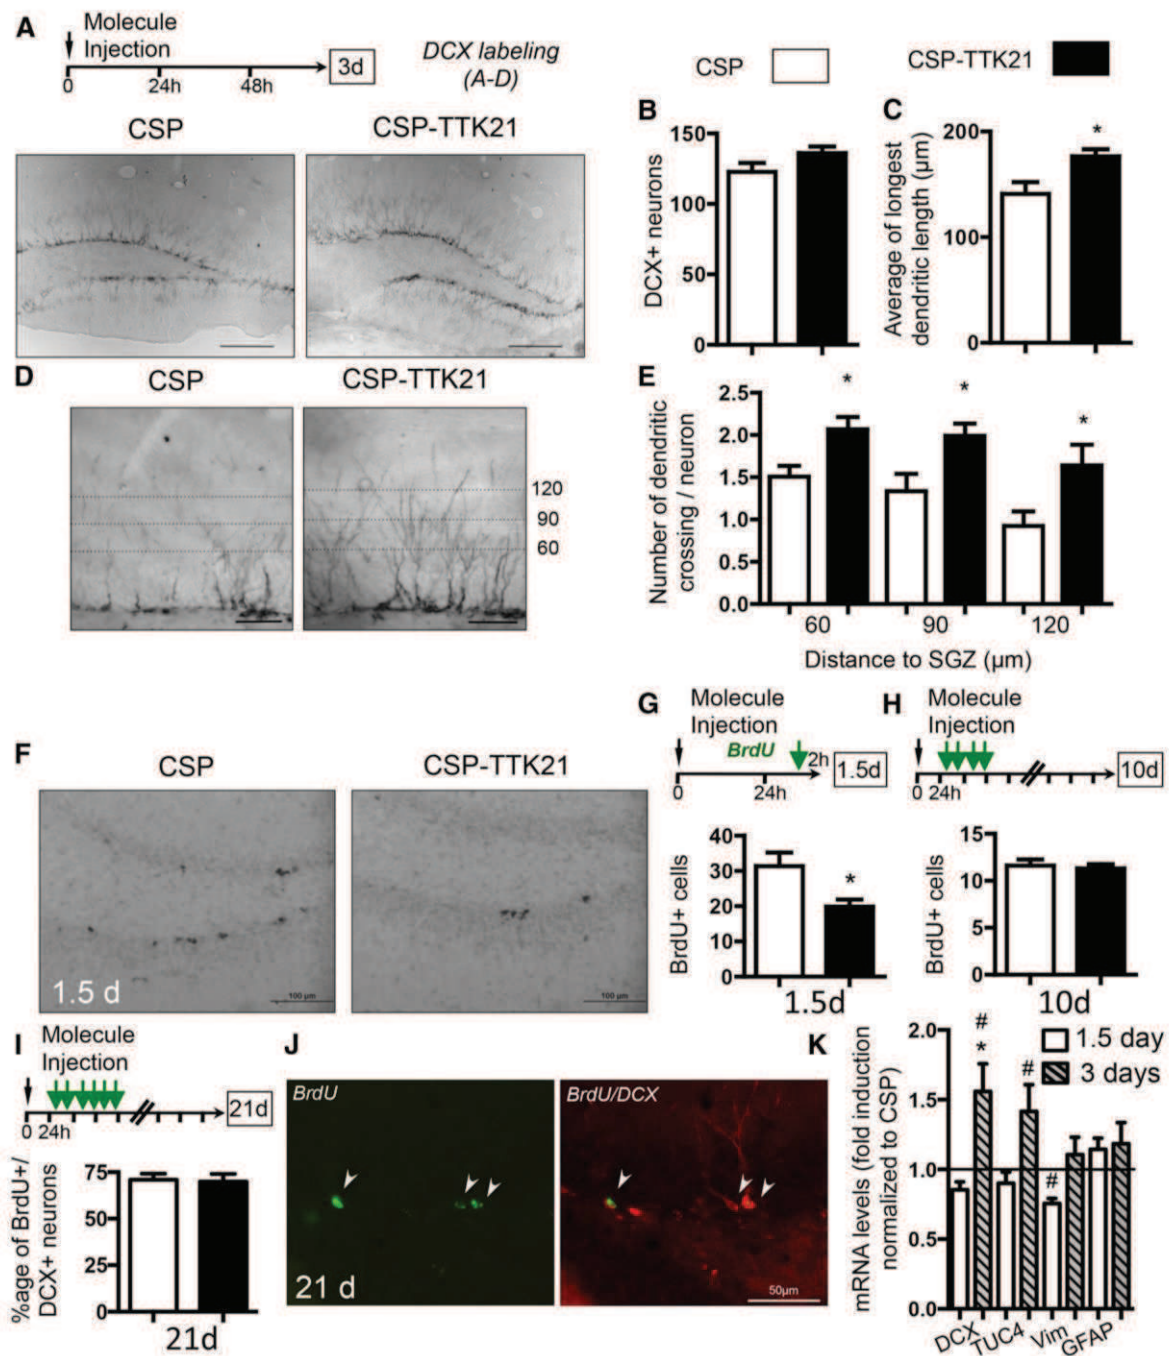 A
Molecule
Injection
0
24h
48h
3d
DCX labeling
(A-D)
CSP
CSP-TTK21
CSP
CSP-TTK21
B
DCX+ neurons
150
100
50
0
C
Average of longest
dendritic length (µm)
200
100
0
*
D
CSP
CSP-TTK21
120
90
60
E
Number of dendritic
crossing / neuron
2.5
2.0
1.5
1.0
0.5
0.0
*
*
*
60
90
120
Distance to SGZ (µm)
F
CSP
CSP-TTK21
1.5 d
100 µm
100 µm
G
Molecule
Injection
BrdU
2h
1.5d
0
24h
BrdU+ cells
40
30
20
10
0
*
1.5d
H
Molecule
Injection
0 24h
10d
BrdU+ cells
15
10
5
0
10d
I
Molecule
Injection
0 24h
21d
%age of BrdU+/
DCX+ neurons
75
50
25
0
21d
J
BrdU
21 d
BrdU/DCX
50µm
K
mRNA levels (fold induction
normalized to CSP)
2.0
1.5
1.0
0.5
0.0
#
*
#
#
1.5 day
3 days
DCX
TUC4
Vim
GFAP